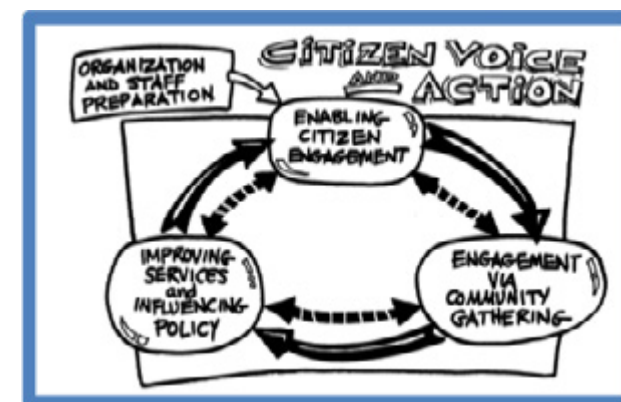 CITIZEN VOICE
AND ACTION
ORGANIZATION
AND STAFF
PREPARATION
ENABLING
CITIZEN
ENGAGEMENT
IMPROVING
SERVICES
and
INFLUENCING
POLICY
ENGAGEMENT
VIA
COMMUNITY
GATHERING